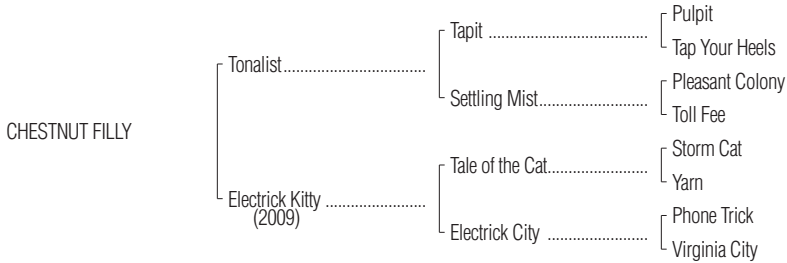 Pulpit
Tapit ......................................
Tap Your Heels
Tonalist..................................
Pleasant Colony
Settling Mist..........................
Toll Fee
CHESTNUT FILLY
Storm Cat
Tale of the Cat........................
Yarn
Electrick Kitty ........................
(2009)
Phone Trick
Electrick City ........................
Virginia City